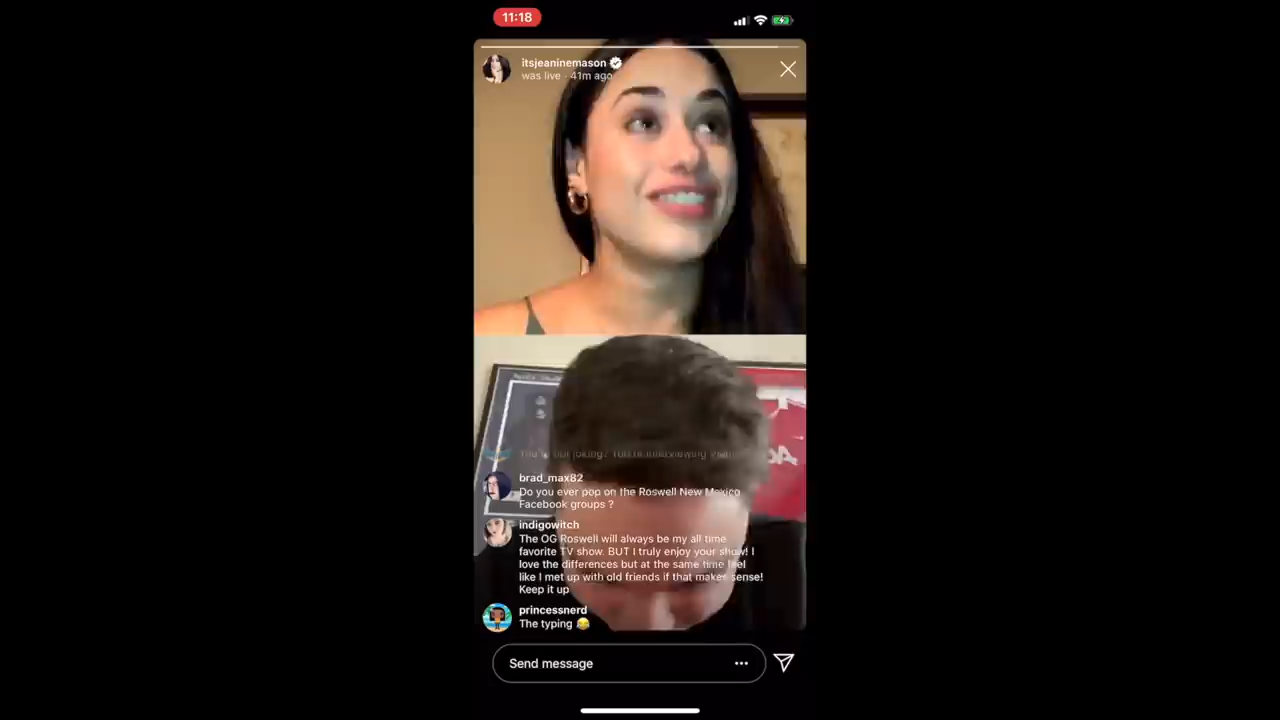 11:18
itsjeaninemason
was live · 41m ago
brad_max82
Do you ever pop on the Roswell New Mexico
Facebook groups ?
indigowitch
The OG Roswell will always be my all time
favorite TV show. BUT I truly enjoy your show! I
love the differences but at the same time feel
like I met up with old friends if that makes sense!
Keep it up
princessnerd
The typing 😂
Send message